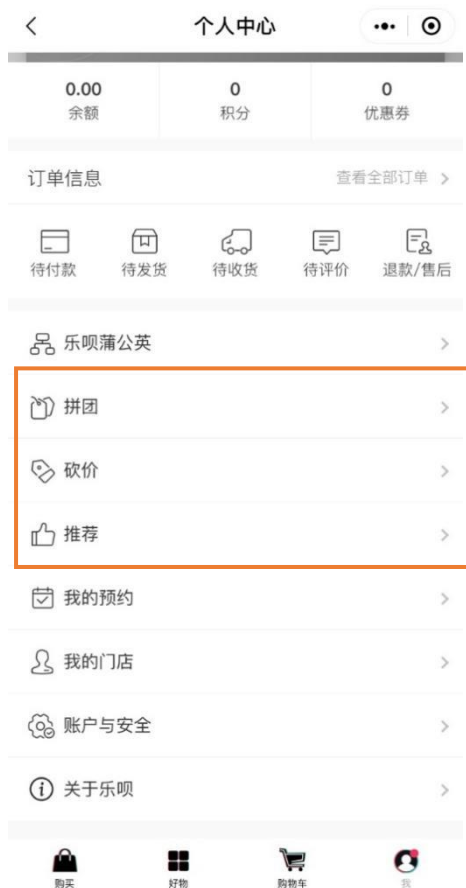 个人中心
0.00 0 0
余额 积分 优惠券
订单信息 查看全部订单
待付款 待发货 待收货 待评价 退款/售后
乐呗蒲公英
拼团
砍价
推荐
我的预约
我的门店
账户与安全
关于乐呗
购买 好物 购物车 我